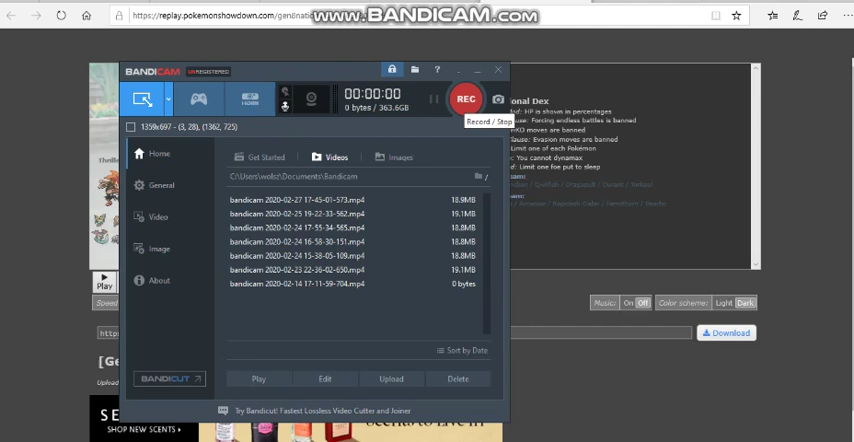 https://replay.pokemonshowdown.com/gen8natio
WWW.BANDICAM.COM
BANDICAM UNREGISTERED
00:00:00
0 bytes / 363.6GB
REC
Record / Stop
1359x697 - (3, 28), (1362, 725)
Home
General
Video
Image
About
BANDICUT
Get Started
Videos
Images
C:\Users\wolsz\Documents\Bandicam
bandicam 2020-02-27 17-45-01-573.mp4 18.9MB
bandicam 2020-02-25 19-22-33-562.mp4 19.1MB
bandicam 2020-02-24 17-55-34-565.mp4 18.8MB
bandicam 2020-02-24 16-58-30-151.mp4 18.8MB
bandicam 2020-02-24 15-38-05-109.mp4 18.8MB
bandicam 2020-02-23 22-36-02-650.mp4 19.1MB
bandicam 2020-02-14 17-11-59-704.mp4 0 bytes
Sort by Date
Play
Edit
Upload
Delete
Try Bandicut! Fastest Lossless Video Cutter and Joiner
onal Dex
HP is shown in percentages
Forcing endless battles is banned
KO moves are banned
Evasion moves are banned
Limit one of each Pokémon
You cannot dynamax
Limit one foe put to sleep
Play
Speed
Music: On Off
Color scheme: Light Dark
http
Download
[Ge
Upload
SHOP NEW SCENTS